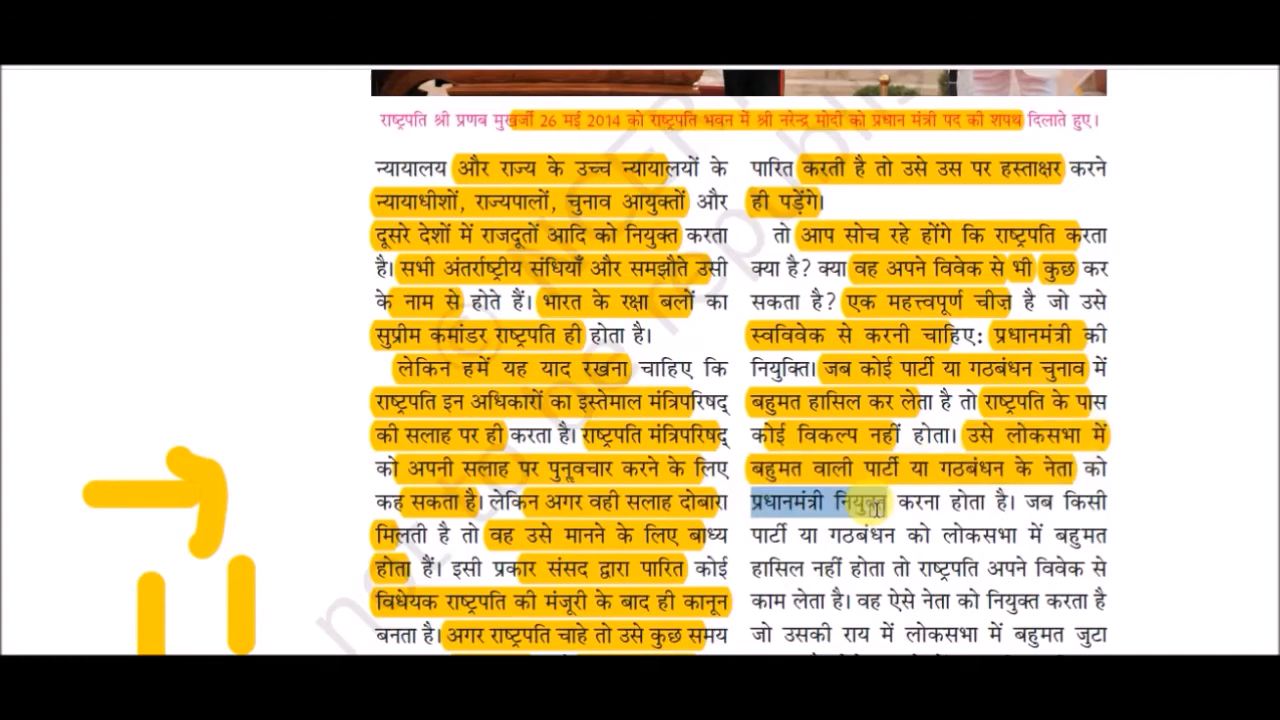 राष्ट्रपति श्री प्रणब मुखर्जी 26 मई 2014 को राष्ट्रपति भवन में श्री नरेन्द्र मोदी को प्रधान मंत्री पद की शपथ दिलाते हुए।
न्यायालय और राज्य के उच्च न्यायालयों के
न्यायाधीशों, राज्यपालों, चुनाव आयुक्तों और
दूसरे देशों में राजदूतों आदि को नियुक्त करता
है। सभी अंतर्राष्ट्रीय संधियाँ और समझौते उसी
के नाम से होते हैं। भारत के रक्षा बलों का
सुप्रीम कमांडर राष्ट्रपति ही होता है।
लेकिन हमें यह याद रखना चाहिए कि
राष्ट्रपति इन अधिकारों का इस्तेमाल मंत्रिपरिषद्
की सलाह पर ही करता है। राष्ट्रपति मंत्रिपरिषद्
को अपनी सलाह पर पुनर्विचार करने के लिए
कह सकता है। लेकिन अगर वही सलाह दोबारा
मिलती है तो वह उसे मानने के लिए बाध्य
होता हैं। इसी प्रकार संसद द्वारा पारित कोई
विधेयक राष्ट्रपति की मंजूरी के बाद ही कानून
बनता है। अगर राष्ट्रपति चाहे तो उसे कुछ समय
पारित करती है तो उसे उस पर हस्ताक्षर करने
ही पड़ेंगे।
तो आप सोच रहे होंगे कि राष्ट्रपति करता
क्या है? क्या वह अपने विवेक से भी कुछ कर
सकता है? एक महत्त्वपूर्ण चीज़ है जो उसे
स्वविवेक से करनी चाहिए: प्रधानमंत्री की
नियुक्ति। जब कोई पार्टी या गठबंधन चुनाव में
बहुमत हासिल कर लेता है तो राष्ट्रपति के पास
कोई विकल्प नहीं होता। उसे लोकसभा में
बहुमत वाली पार्टी या गठबंधन के नेता को
प्रधानमंत्री नियुक्त करना होता है। जब किसी
पार्टी या गठबंधन को लोकसभा में बहुमत
हासिल नहीं होता तो राष्ट्रपति अपने विवेक से
काम लेता है। वह ऐसे नेता को नियुक्त करता है
जो उसकी राय में लोकसभा में बहुमत जुटा